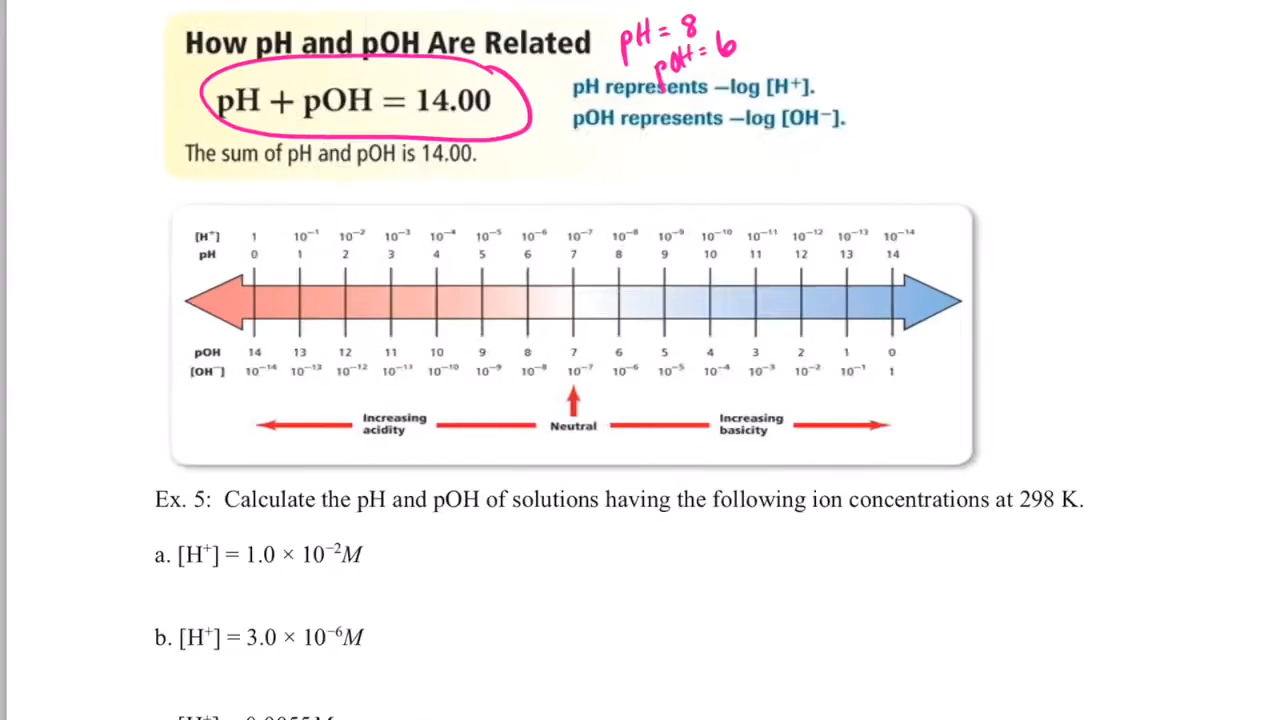 How pH and pOH Are Related
pH = 8
pOH = 6
pH + pOH = 14.00
pH represents −log [H⁺].
pOH represents −log [OH⁻].
The sum of pH and pOH is 14.00.
[H⁺] 1 10⁻¹ 10⁻² 10⁻³ 10⁻⁴ 10⁻⁵ 10⁻⁶ 10⁻⁷ 10⁻⁸ 10⁻⁹ 10⁻¹⁰ 10⁻¹¹ 10⁻¹² 10⁻¹³ 10⁻¹⁴
pH 0 1 2 3 4 5 6 7 8 9 10 11 12 13 14
pOH 14 13 12 11 10 9 8 7 6 5 4 3 2 1 0
[OH⁻] 10⁻¹⁴ 10⁻¹³ 10⁻¹² 10⁻¹¹ 10⁻¹⁰ 10⁻⁹ 10⁻⁸ 10⁻⁷ 10⁻⁶ 10⁻⁵ 10⁻⁴ 10⁻³ 10⁻² 10⁻¹ 1
Increasing acidity
Neutral
Increasing basicity
Ex. 5: Calculate the pH and pOH of solutions having the following ion concentrations at 298 K.
a. [H⁺] = 1.0 × 10⁻²M
b. [H⁺] = 3.0 × 10⁻⁶M